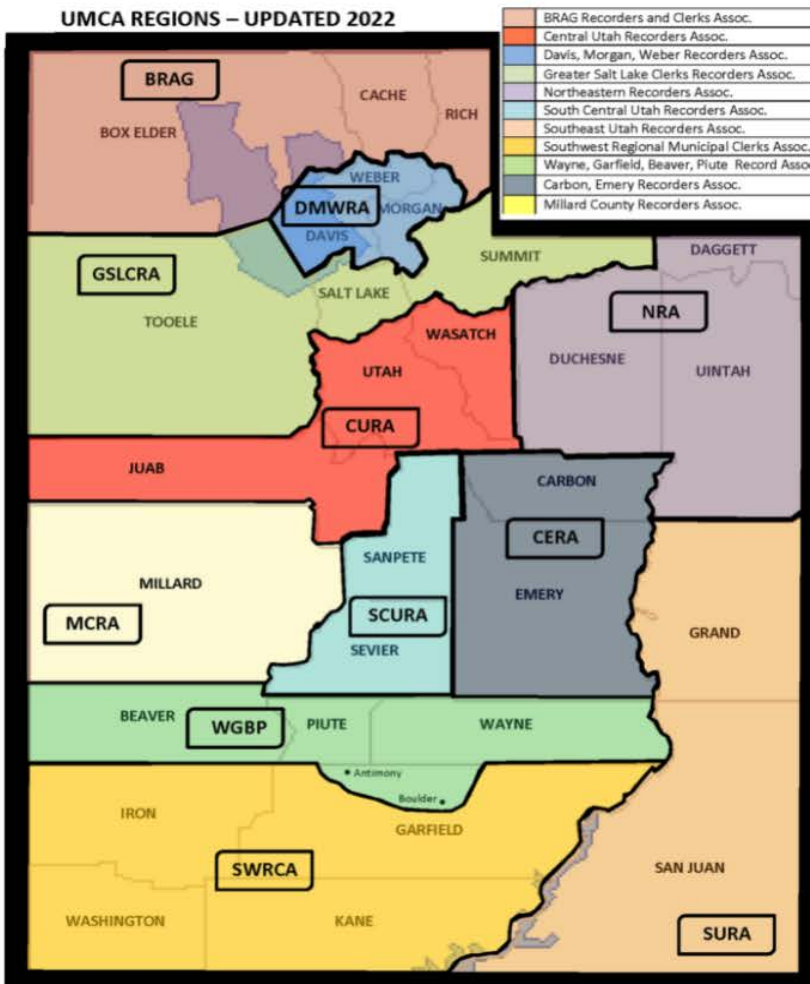 UMCA REGIONS – UPDATED 2022
BRAG Recorders and Clerks Assoc.
Central Utah Recorders Assoc.
Davis, Morgan, Weber Recorders Assoc.
Greater Salt Lake Clerks Recorders Assoc.
Northeastern Recorders Assoc.
South Central Utah Recorders Assoc.
Southeast Utah Recorders Assoc.
Southwest Regional Municipal Clerks Assoc.
Wayne, Garfield, Beaver, Piute Record Assoc
Carbon, Emery Recorders Assoc.
Millard County Recorders Assoc.
BRAG
CACHE
RICH
BOX ELDER
WEBER
DMWRA
MORGAN
DAVIS
SUMMIT
DAGGETT
GSLCRA
SALT LAKE
TOOELE
NRA
WASATCH
DUCHESNE
UINTAH
UTAH
CURA
JUAB
CARBON
CERA
SANPETE
MILLARD
EMERY
MCRA
SCURA
GRAND
SEVIER
BEAVER
WGBP
PIUTE
WAYNE
Antimony
Boulder
IRON
GARFIELD
SWRCA
SAN JUAN
WASHINGTON
KANE
SURA